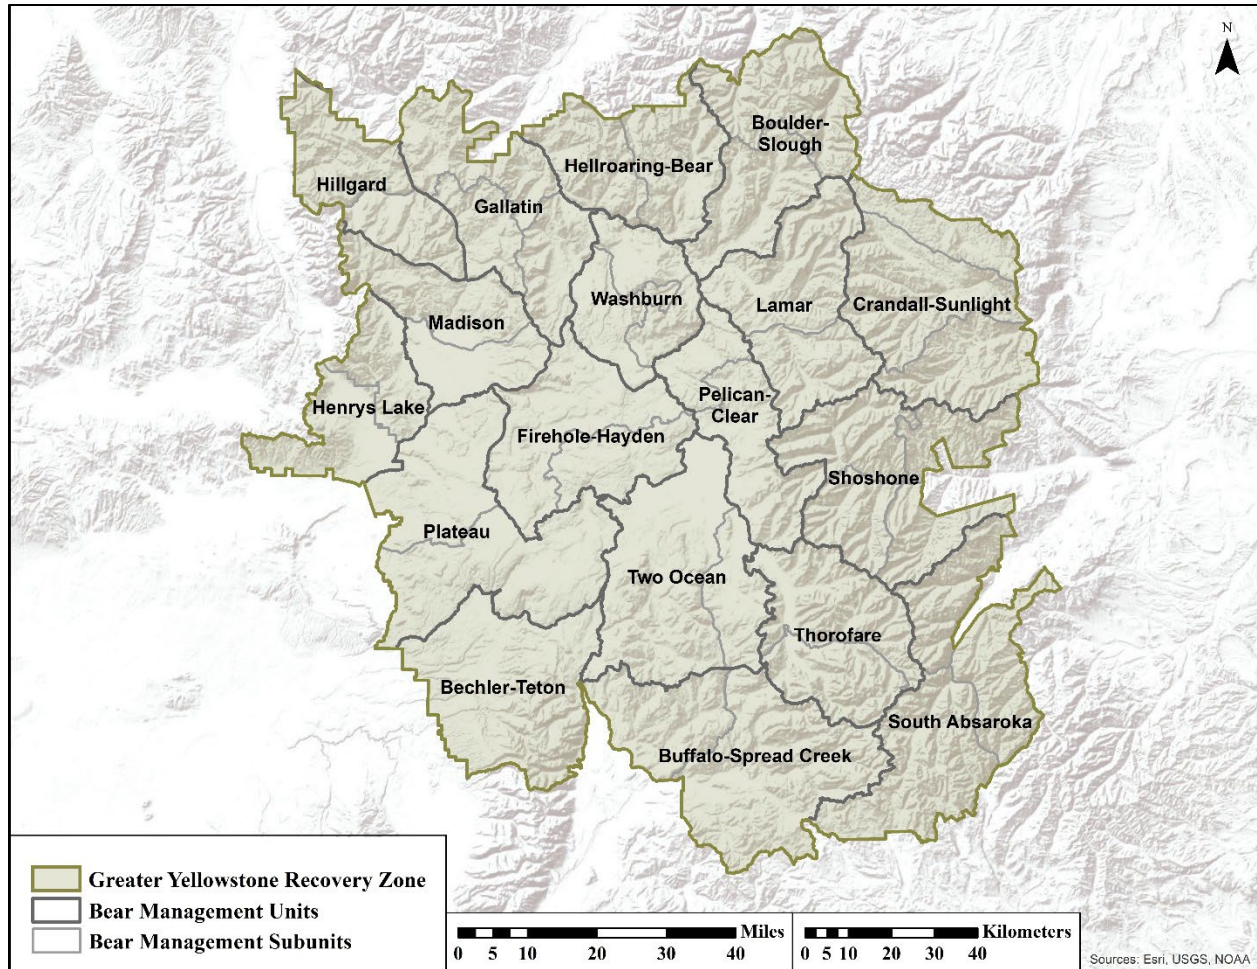 N
Boulder-
Slough
Hellroaring-Bear
Hillgard
Gallatin
Washburn
Lamar
Crandall-Sunlight
Madison
Pelican-
Clear
Henrys Lake
Firehole-Hayden
Shoshone
Plateau
Two Ocean
Thorofare
Bechler-Teton
South Absaroka
Buffalo-Spread Creek
Greater Yellowstone Recovery Zone
Bear Management Units
Bear Management Subunits
Miles
0 5 10 20 30 40
Kilometers
0 5 10 20 30 40
Sources: Esri, USGS, NOAA